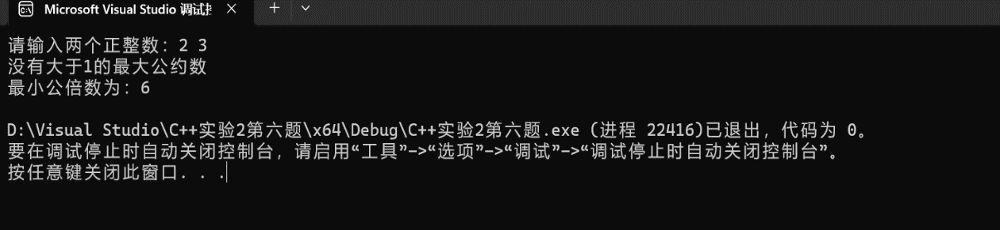 Microsoft Visual Studio 调试控
请输入两个正整数：2 3
没有大于1的最大公约数
最小公倍数为：6
D:\Visual Studio\C++实验2第六题\x64\Debug\C++实验2第六题.exe (进程 22416)已退出，代码为 0。
要在调试停止时自动关闭控制台，请启用“工具”->“选项”->“调试”->“调试停止时自动关闭控制台”。
按任意键关闭此窗口. . .